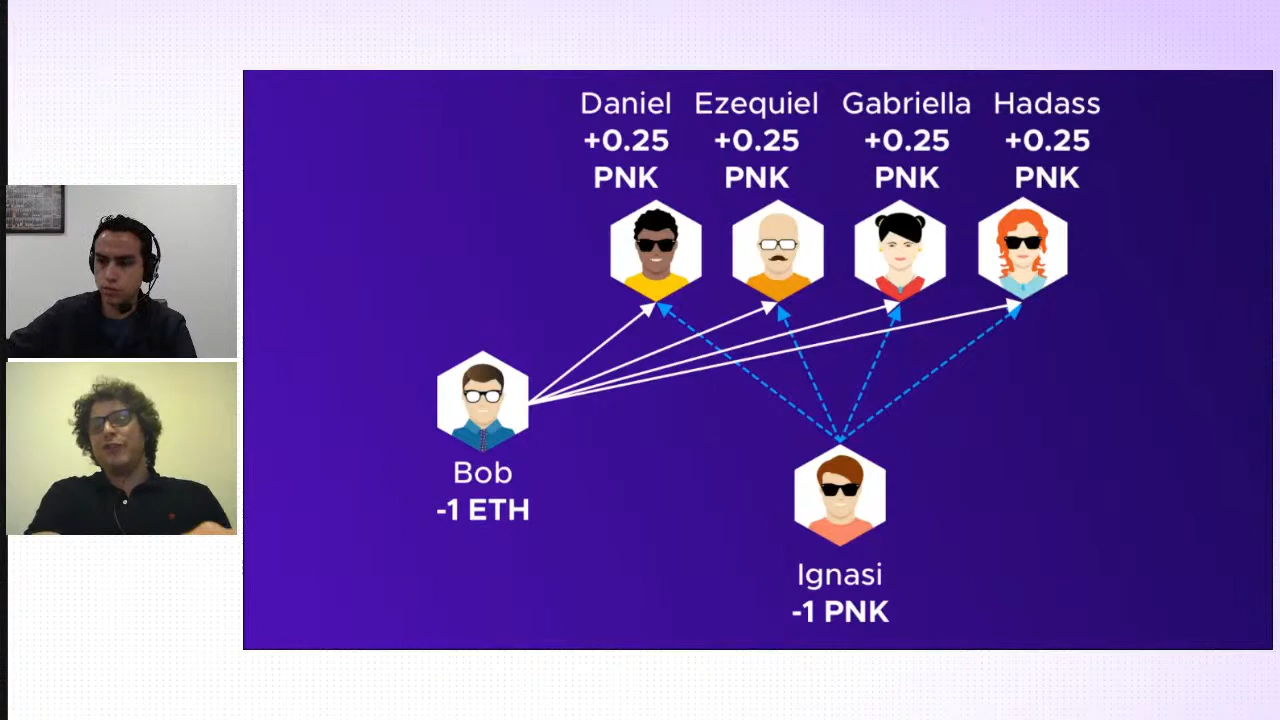 Daniel Ezequiel Gabriella Hadass
+0.25 +0.25 +0.25 +0.25
PNK PNK PNK PNK
Bob
-1 ETH
Ignasi
-1 PNK